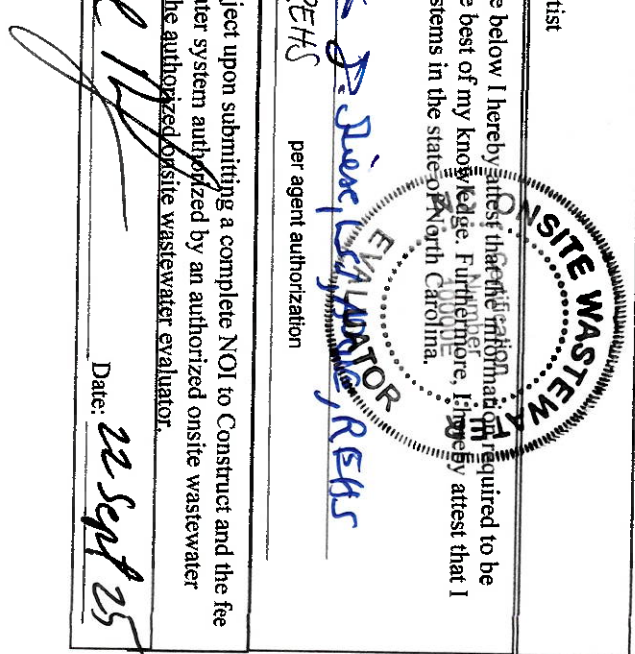 tist
e below I hereby attest that the information required to be
e best of my knowledge. Furthermore, I hereby attest that I
stems in the state of North Carolina.
ONSITE WASTEWATE
Certification
Number
EVALUATOR
, REHS
REHS
per agent authorization
ject upon submitting a complete NOI to Construct and the fee
ater system authorized by an authorized onsite wastewater
he authorized onsite wastewater evaluator.
Date: 22 Sept 25